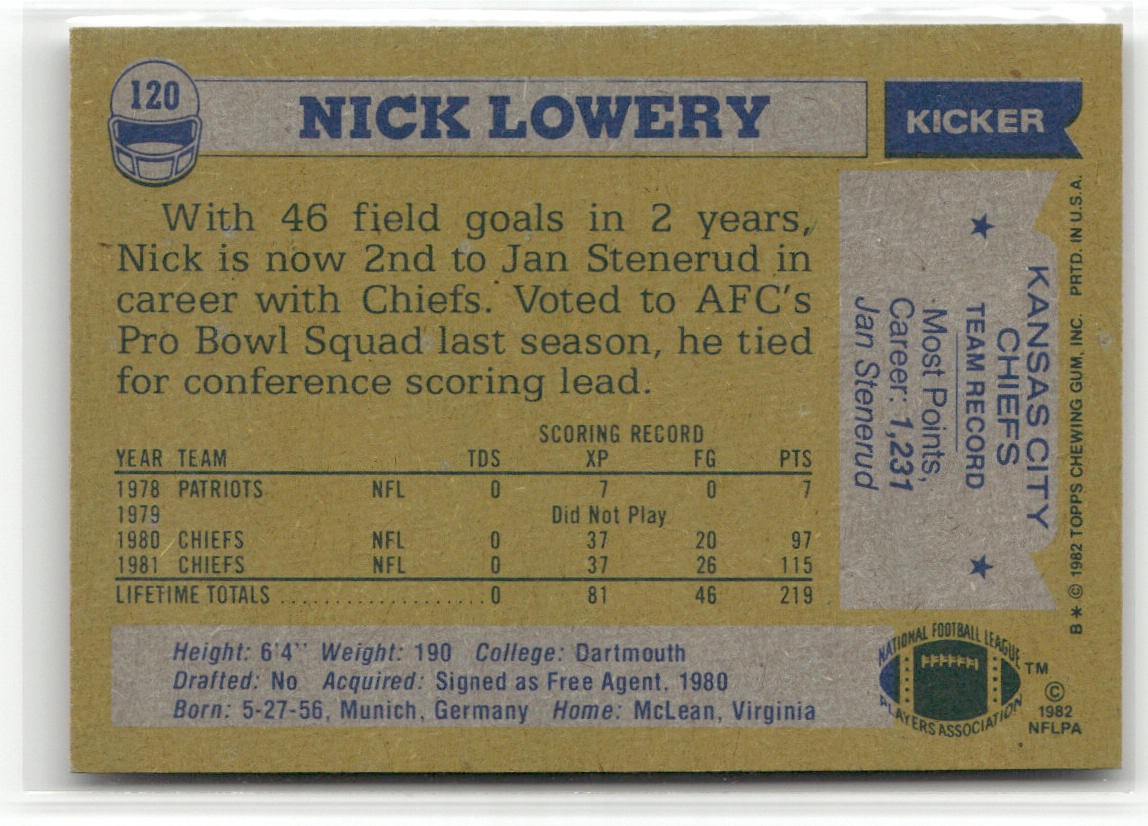 120
NICK LOWERY
KICKER
With 46 field goals in 2 years,
Nick is now 2nd to Jan Stenerud in
career with Chiefs. Voted to AFC's
Pro Bowl Squad last season, he tied
for conference scoring lead.
SCORING RECORD
YEAR TEAM TDS XP FG PTS
1978 PATRIOTS NFL 0 7 0 7
1979 Did Not Play
1980 CHIEFS NFL 0 37 20 97
1981 CHIEFS NFL 0 37 26 115
LIFETIME TOTALS ................... 0 81 46 219
Height: 6'4" Weight: 190 College: Dartmouth
Drafted: No Acquired: Signed as Free Agent, 1980
Born: 5-27-56, Munich, Germany Home: McLean, Virginia
KANSAS CITY
CHIEFS
★ TEAM RECORD ★
Most Points,
Career: 1,231
Jan Stenerud
B* © 1982 TOPPS CHEWING GUM, INC. PRTD. IN U.S.A.
NATIONAL FOOTBALL LEAGUE
PLAYERS ASSOCIATION
TM
©
1982
NFLPA